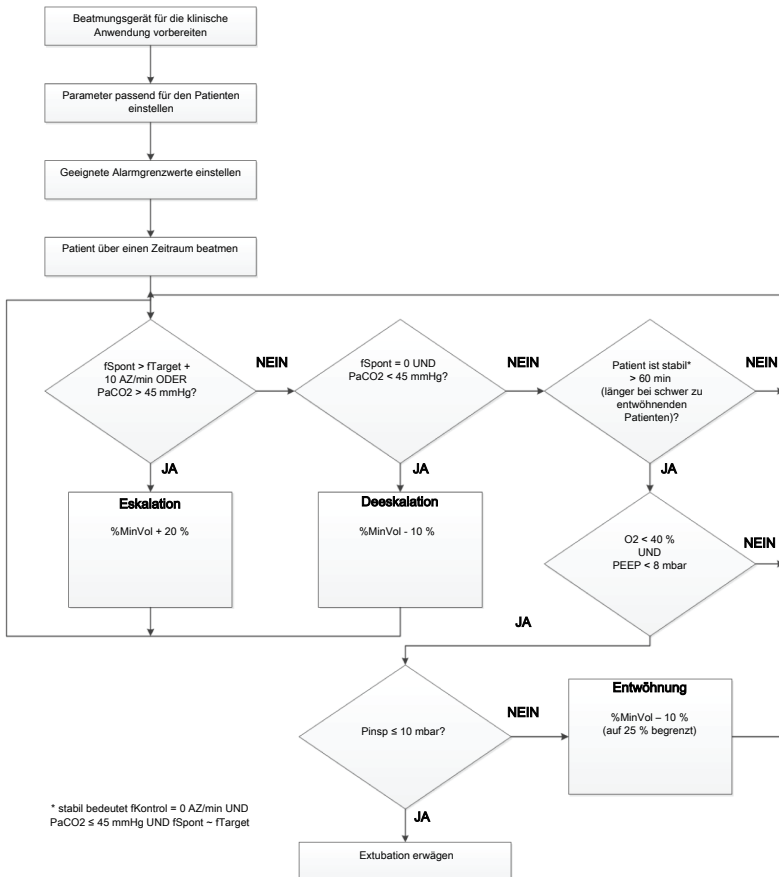 Beatmungsgerät für die klinische
Anwendung vorbereiten
Parameter passend für den Patienten
einstellen
Geeignete Alarmgrenzwerte einstellen
Patient über einen Zeitraum beatmen
fSpont > fTarget +
10 AZ/min ODER
PaCO2 > 45 mmHg?
NEIN
fSpont = 0 UND
PaCO2 < 45 mmHg?
NEIN
Patient ist stabil*
> 60 min
(länger bei schwer zu
entwöhnenden
Patienten)?
NEIN
JA
JA
JA
Eskalation
%MinVol + 20 %
Deeskalation
%MinVol - 10 %
O2 < 40 %
UND
PEEP < 8 mbar
NEIN
JA
Pinsp ≤ 10 mbar?
NEIN
Entwöhnung
%MinVol – 10 %
(auf 25 % begrenzt)
JA
* stabil bedeutet fKontrol = 0 AZ/min UND
PaCO2 ≤ 45 mmHg UND fSpont ~ fTarget
Extubation erwägen